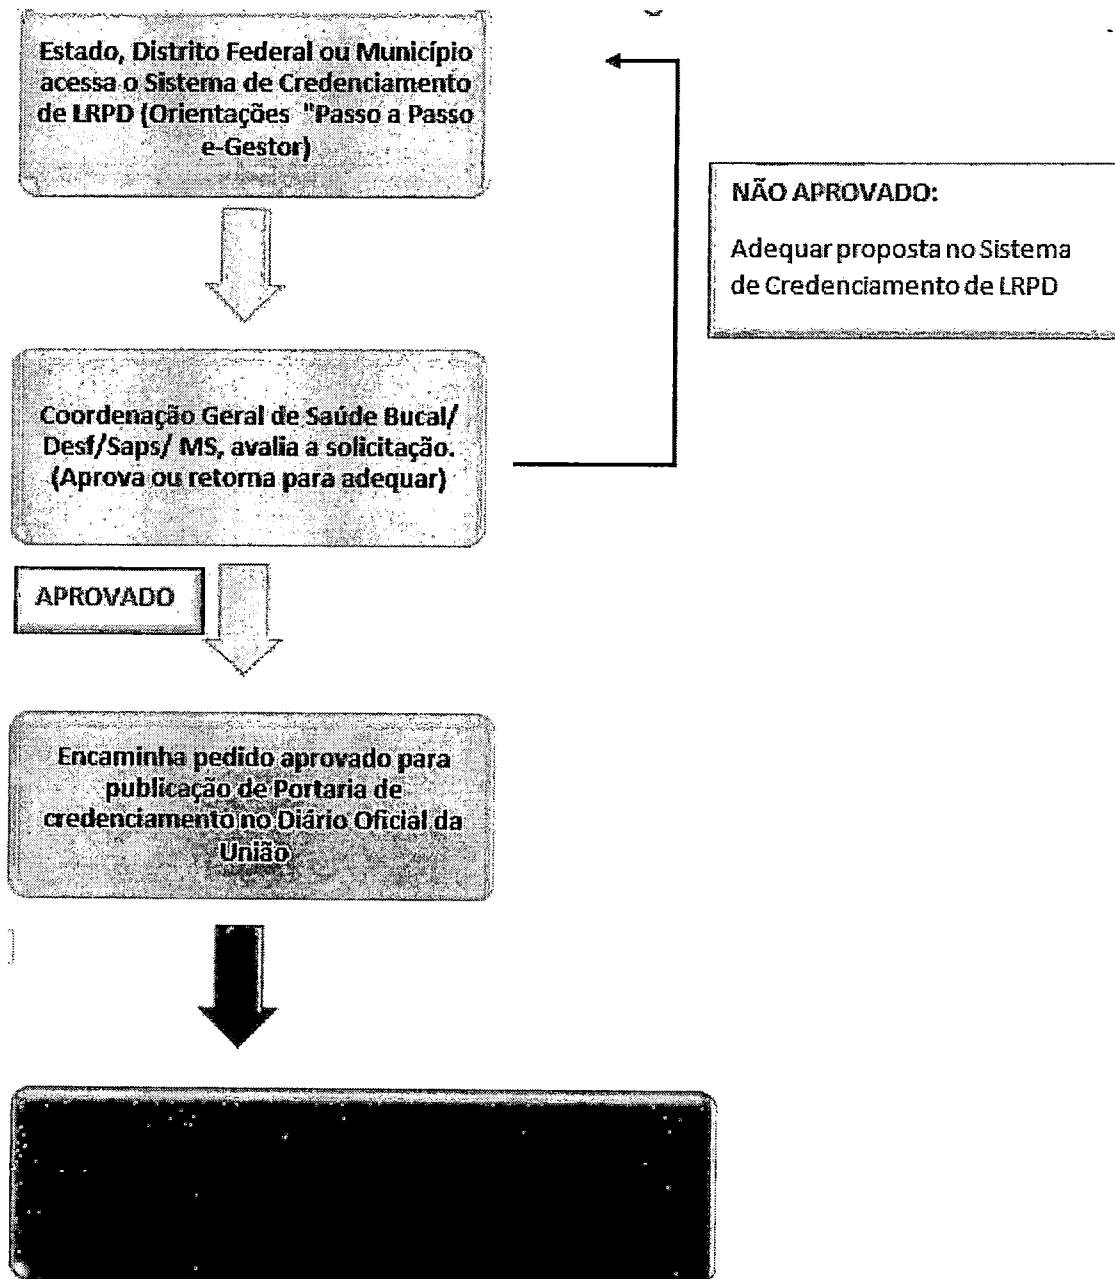 Estado, Distrito Federal ou Município
acessa o Sistema de Credenciamento
de LRPD (Orientações "Passo a Passo
e-Gestor)
NÃO APROVADO:
Adequar proposta no Sistema
de Credenciamento de LRPD
Coordenação Geral de Saúde Bucal/
Desf/Saps/ MS, avalia a solicitação.
(Aprova ou retorna para adequar)
APROVADO
Encaminha pedido aprovado para
publicação de Portaria de
credenciamento no Diário Oficial da
União